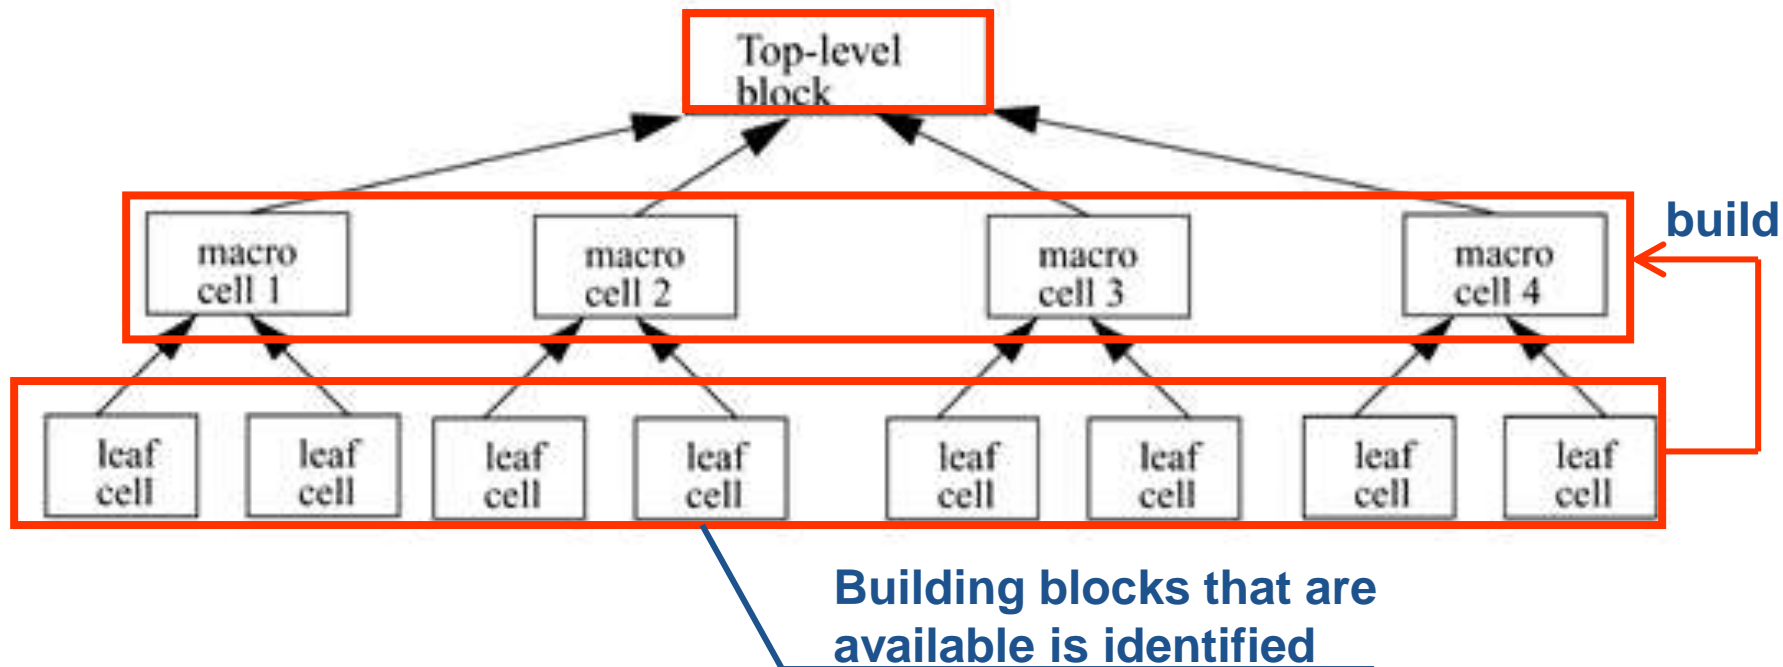 Top-level
block
build
macro
cell 1
macro
cell 2
macro
cell 3
macro
cell 4
leaf
cell
leaf
cell
leaf
cell
leaf
cell
leaf
cell
leaf
cell
leaf
cell
leaf
cell
Building blocks that are
available is identified